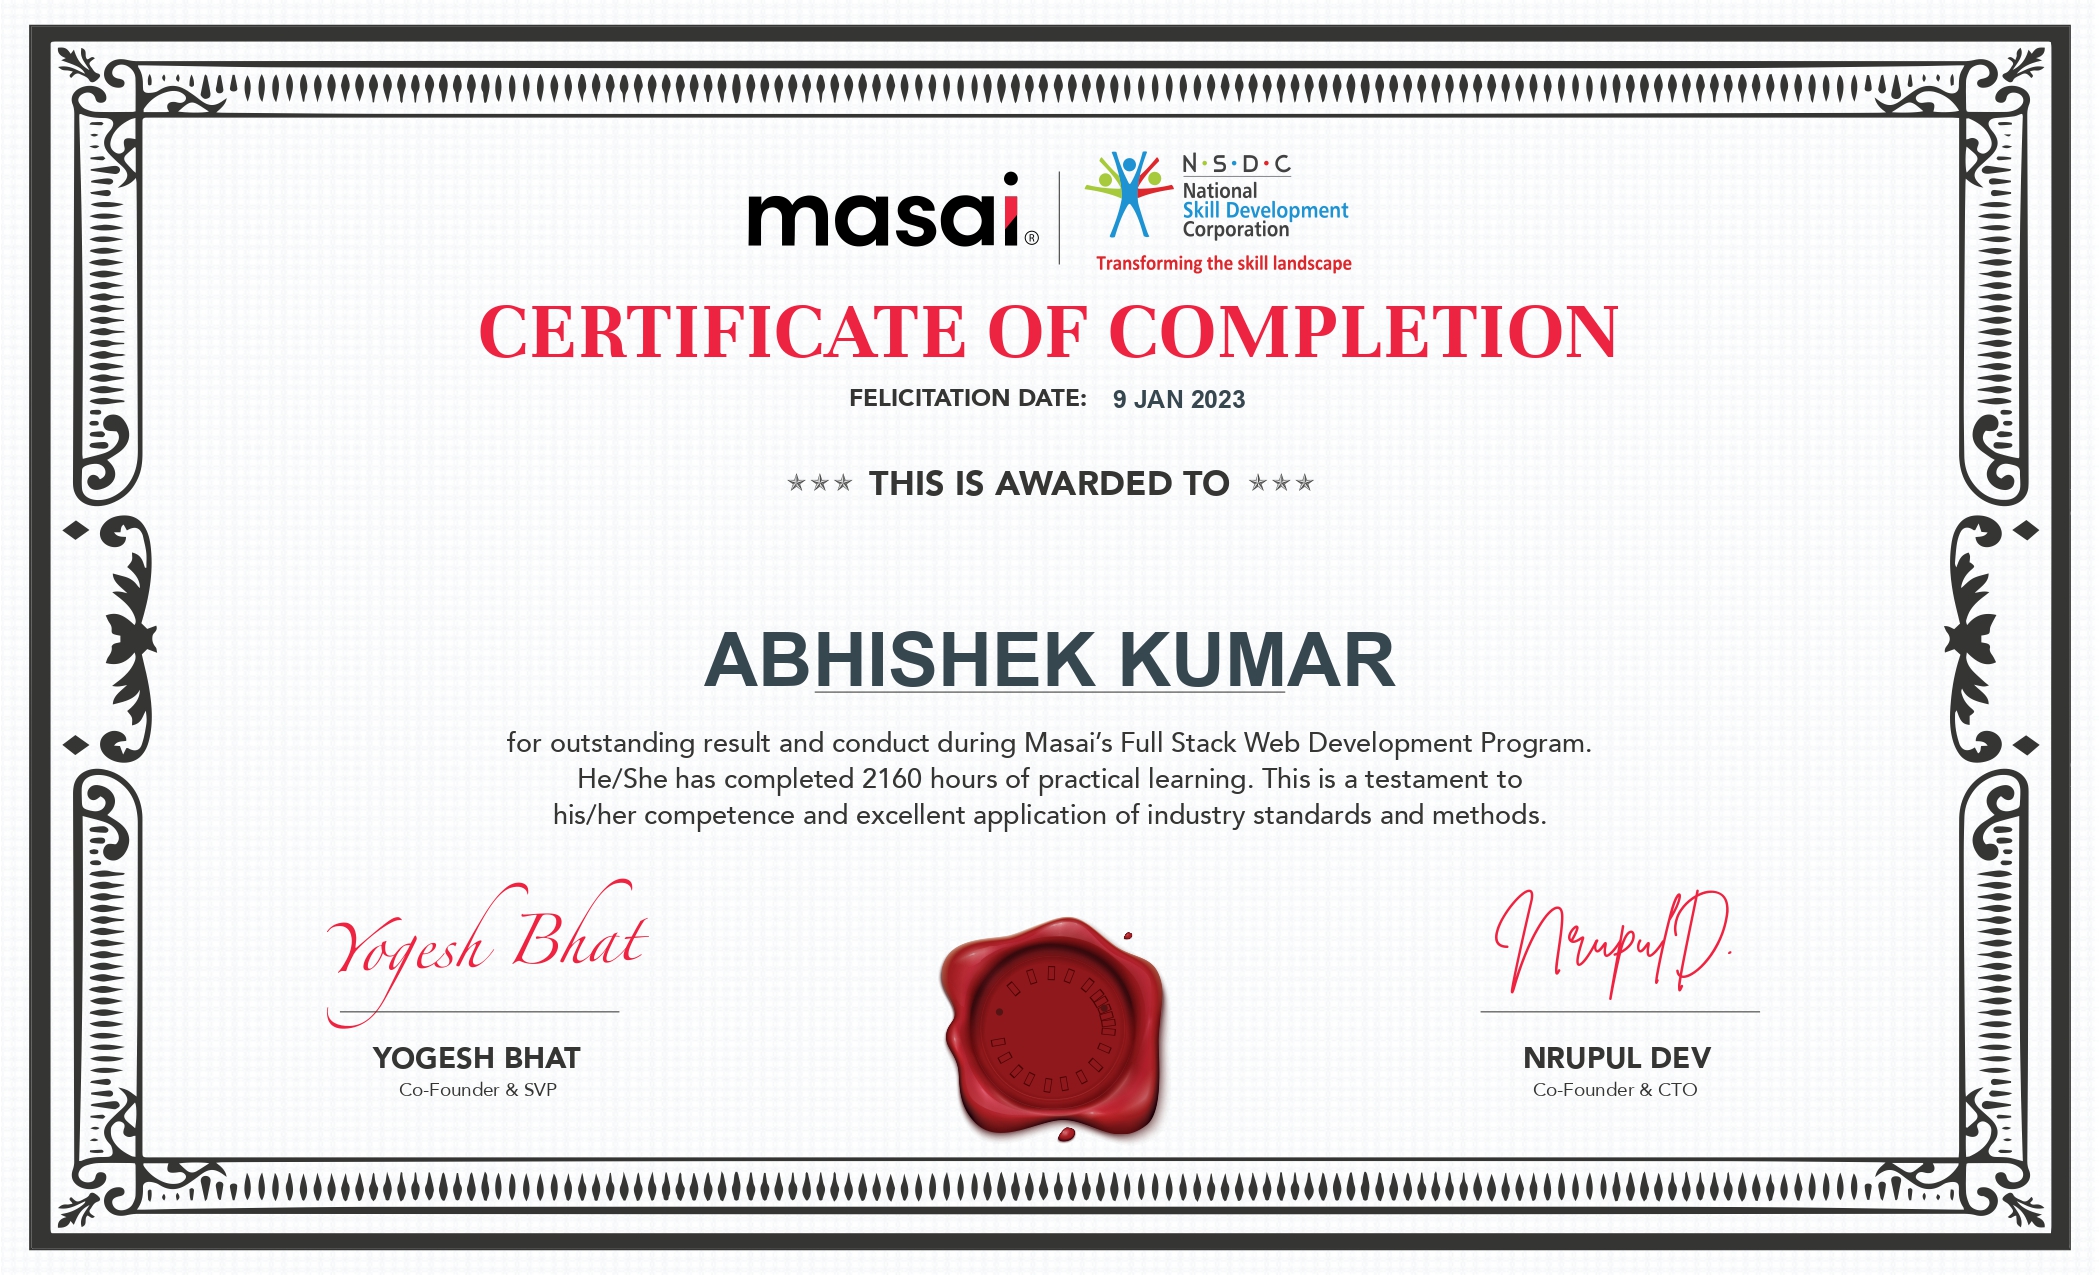 masai®
N·S·D·C
National
Skill Development
Corporation
Transforming the skill landscape
CERTIFICATE OF COMPLETION
FELICITATION DATE: 9 JAN 2023
THIS IS AWARDED TO
ABHISHEK KUMAR
for outstanding result and conduct during Masai’s Full Stack Web Development Program.
He/She has completed 2160 hours of practical learning. This is a testament to
his/her competence and excellent application of industry standards and methods.
Yogesh Bhat
Nrupul D.
YOGESH BHAT
Co-Founder & SVP
NRUPUL DEV
Co-Founder & CTO